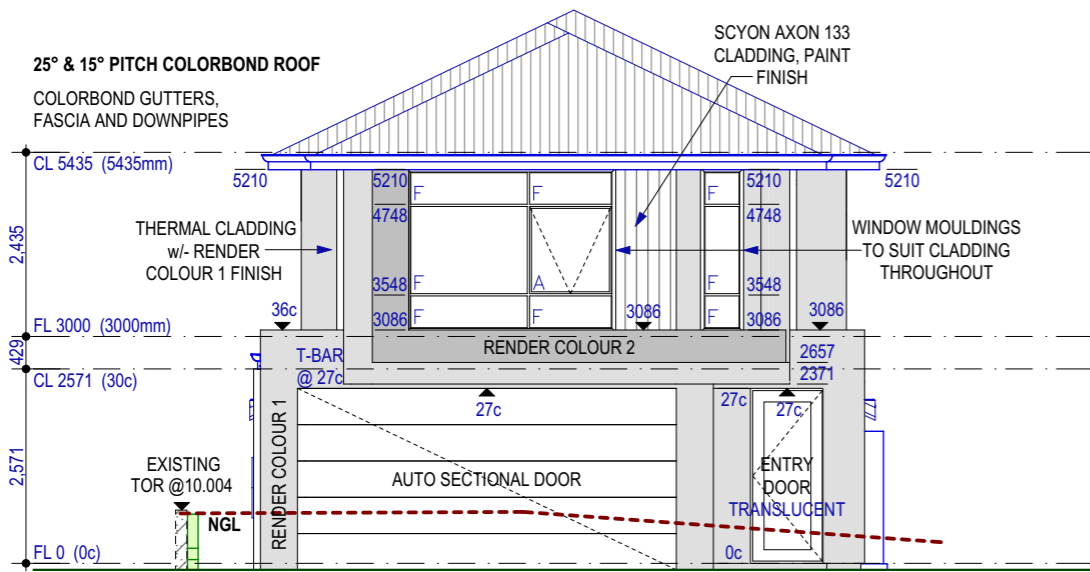 SCYON AXON 133
CLADDING, PAINT
FINISH
25° & 15° PITCH COLORBOND ROOF
COLORBOND GUTTERS,
FASCIA AND DOWNPIPES
CL 5435 (5435mm)
5210
5210
F
F
F
5210
5210
4748
4748
THERMAL CLADDING
w/- RENDER
COLOUR 1 FINISH
WINDOW MOULDINGS
TO SUIT CLADDING
THROUGHOUT
2,435
3548
F
A
F
3548
36c
3086
F
F
3086
F
3086
3086
FL 3000 (3000mm)
429
RENDER COLOUR 2
T-BAR
@ 27c
2657
2371
CL 2571 (30c)
27c
27c
27c
2,571
RENDER COLOUR 1
EXISTING
TOR @10.004
AUTO SECTIONAL DOOR
ENTRY
DOOR
TRANSLUCENT
NGL
FL 0 (0c)
0c